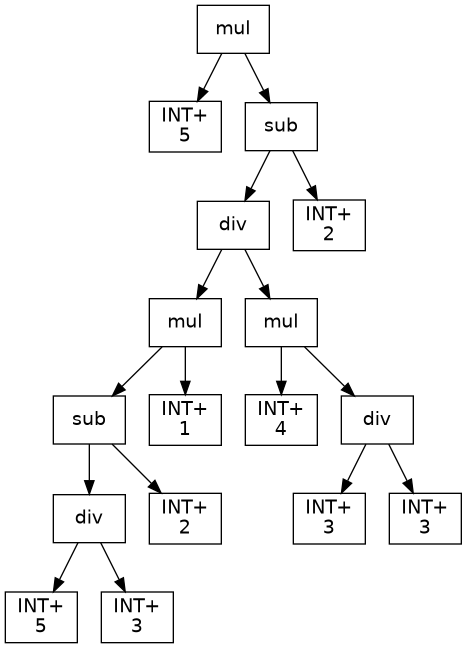 mul
INT+
5
sub
div
INT+
2
mul
mul
sub
INT+
1
INT+
4
div
div
INT+
2
INT+
3
INT+
3
INT+
5
INT+
3